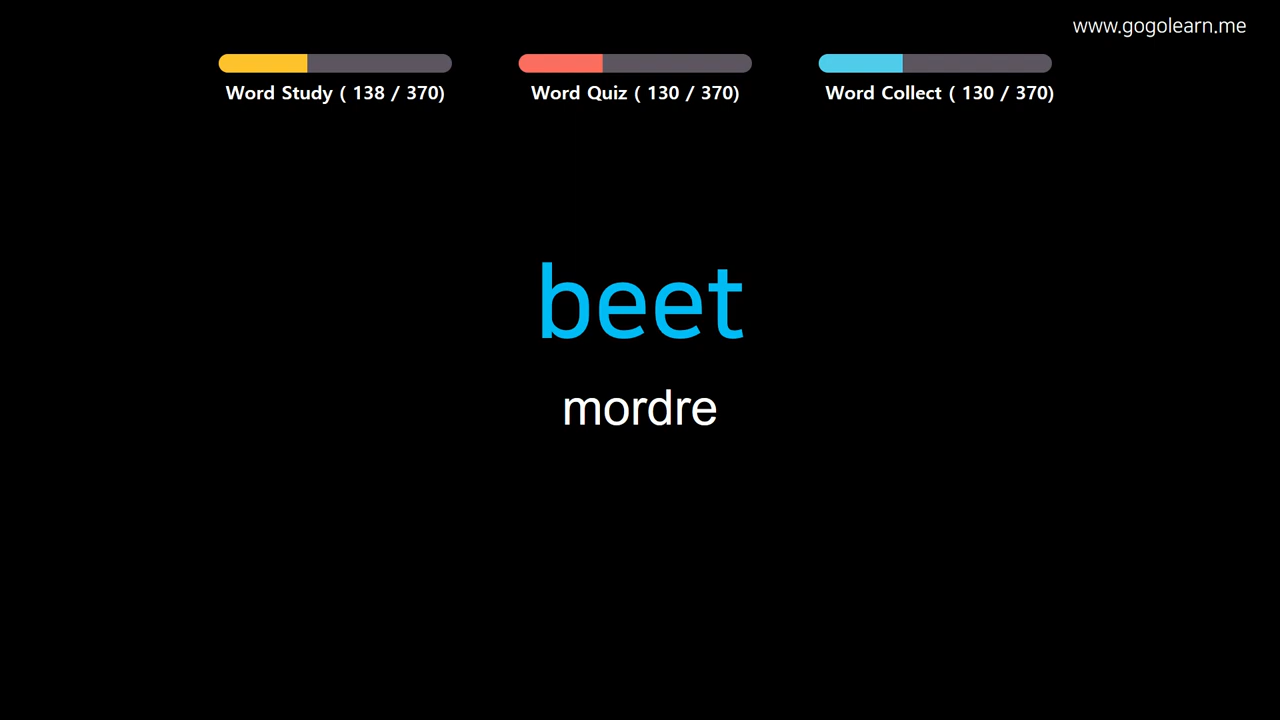 www.gogolearn.me
Word Study ( 138 / 370)
Word Quiz ( 130 / 370)
Word Collect ( 130 / 370)
beet
mordre